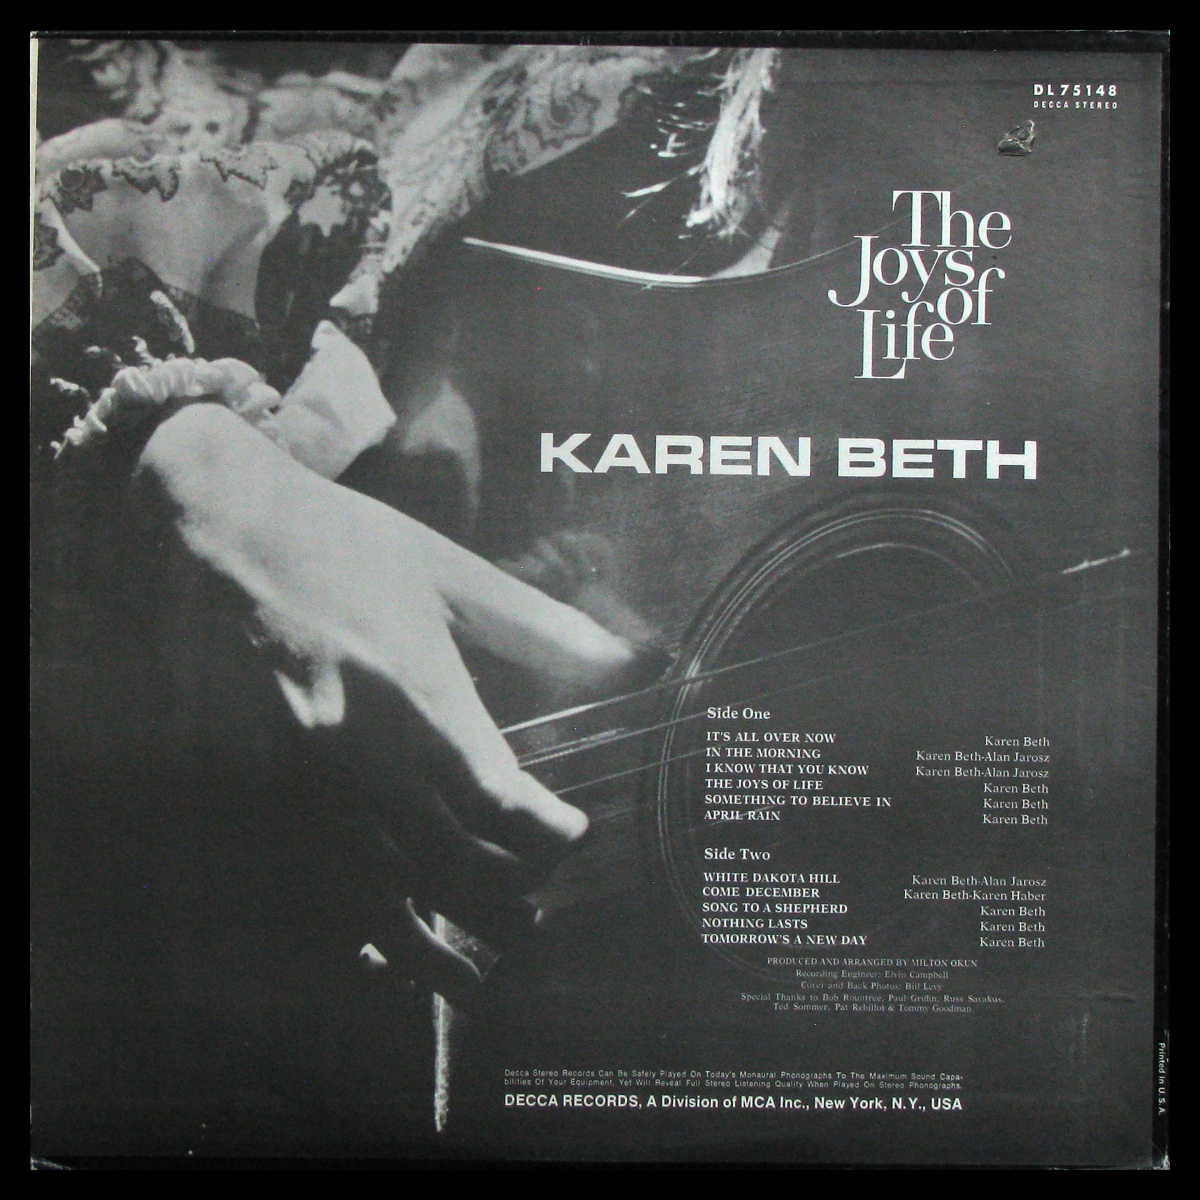 DL 75148
DECCA STEREO
The
Joys
of
Life
KAREN BETH
Side One
IT'S ALL OVER NOW Karen Beth
IN THE MORNING Karen Beth-Alan Jarosz
I KNOW THAT YOU KNOW Karen Beth-Alan Jarosz
THE JOYS OF LIFE Karen Beth
SOMETHING TO BELIEVE IN Karen Beth
APRIL RAIN Karen Beth
Side Two
WHITE DAKOTA HILL Karen Beth-Alan Jarosz
COME DECEMBER Karen Beth-Karen Haber
SONG TO A SHEPHERD Karen Beth
NOTHING LASTS Karen Beth
TOMORROW'S A NEW DAY Karen Beth
PRODUCED AND ARRANGED BY MILTON OKUN
Recording Engineer: Elvin Campbell
Cover and Back Photos: Bill Levy
Special Thanks to Bob Rountree, Paul Griffin, Russ Savakus,
Ted Sommer, Pat Rebillot & Tommy Goodman.
Decca Stereo Records Can Be Safely Played On Today's Monaural Phonographs To The Maximum Sound Capa-
bilities Of Your Equipment, Yet Will Reveal Full Stereo Listening Quality When Played On Stereo Phonographs.
DECCA RECORDS, A Division of MCA Inc., New York, N.Y., USA
Printed in U.S.A.